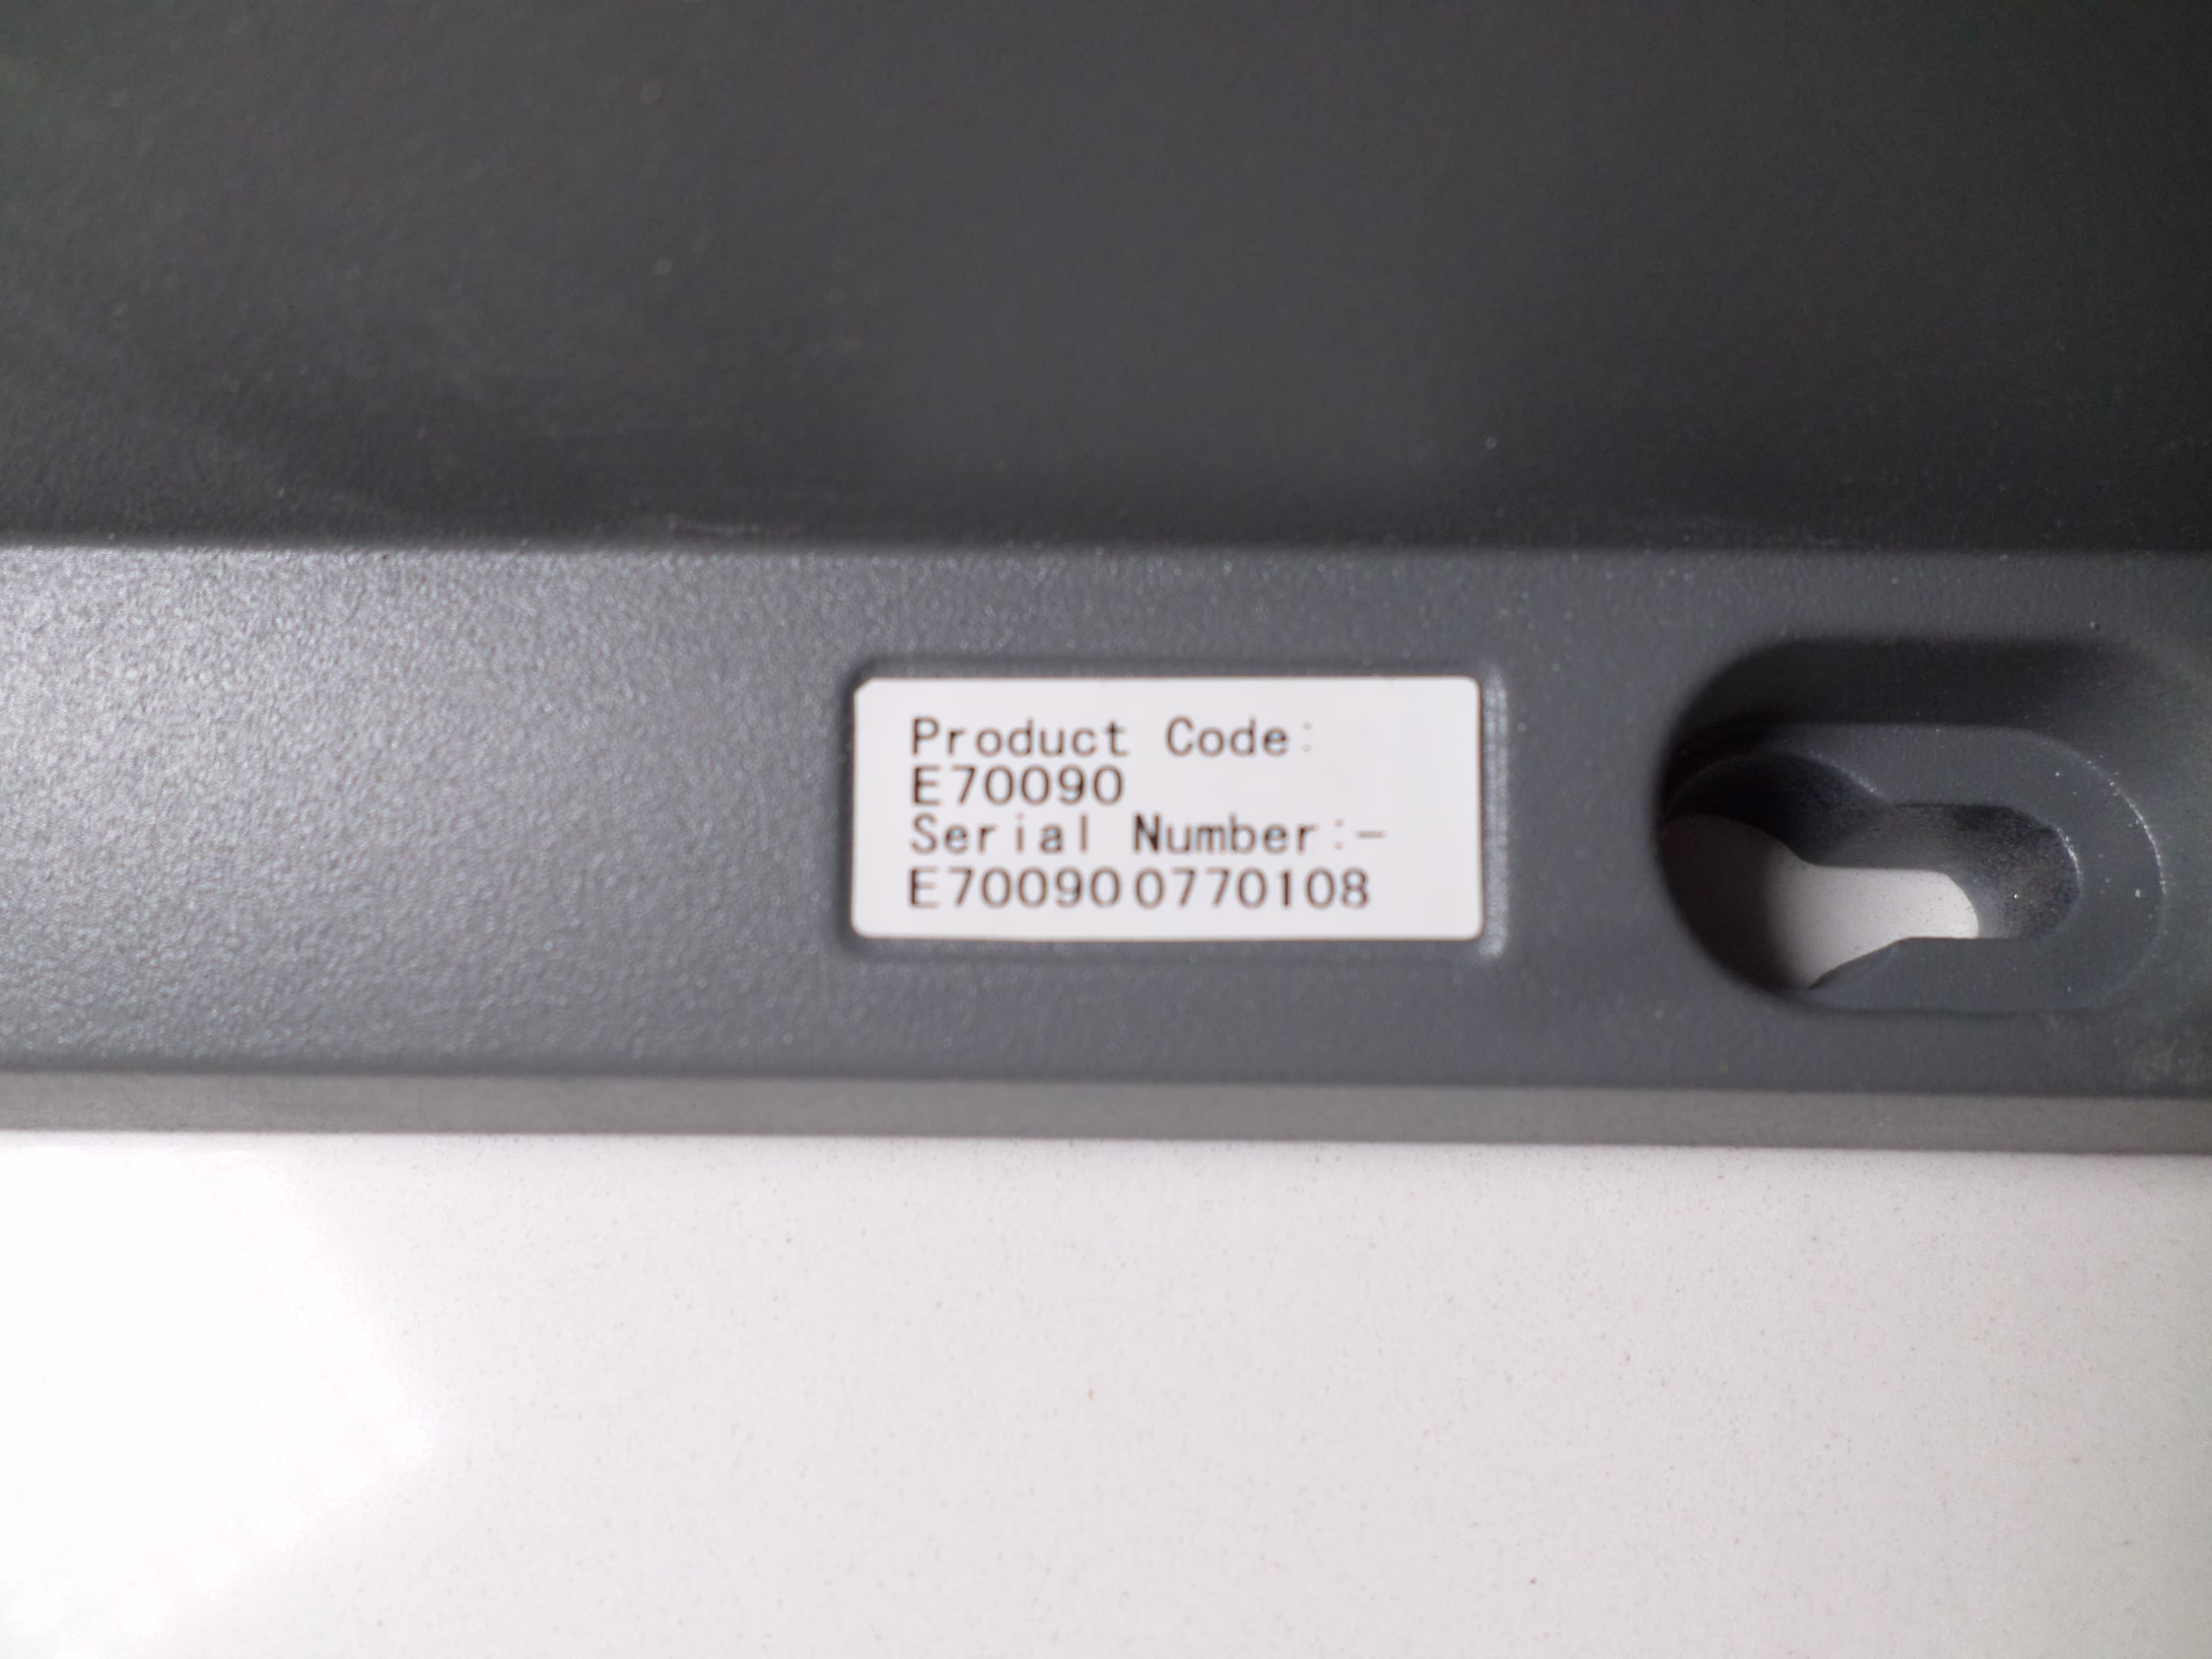 Product Code:
E70090
Serial Number:-
E700900770108